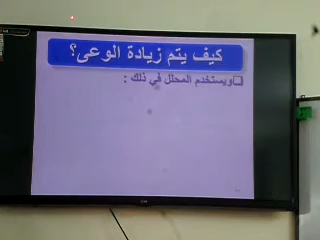 كيف يتم زيادة الوعى؟
ويستخدم المحلل في ذلك :